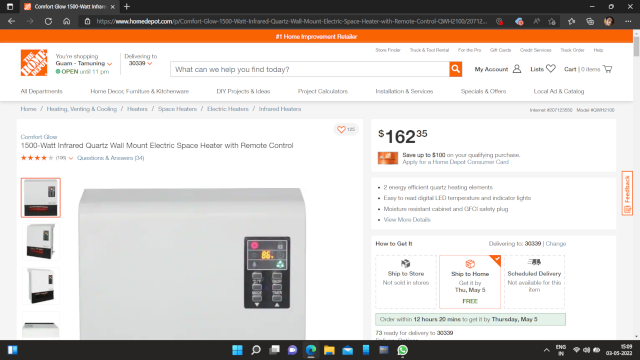 Comfort Glow 1500-Watt Infrare
https://www.homedepot.com/p/Comfort-Glow-1500-Watt-Infrared-Quartz-Wall-Mount-Electric-Space-Heater-with-Remote-Control-QWH2100/20712...
#1 Home Improvement Retailer
Store Finder
Truck & Tool Rental
For the Pro
Gift Cards
Credit Services
Track Order
Help
THE HOME DEPOT
You're shopping
Guam - Tamuning
OPEN until 11 pm
Delivering to
30339
What can we help you find today?
My Account
Lists
Cart | 0 items
All Departments
Home Decor, Furniture & Kitchenware
DIY Projects & Ideas
Project Calculators
Installation & Services
Specials & Offers
Local Ad & Catalog
Home / Heating, Venting & Cooling / Heaters / Space Heaters / Electric Heaters / Infrared Heaters
Model #QWH2100
125
Comfort Glow
1500-Watt Infrared Quartz Wall Mount Electric Space Heater with Remote Control
Questions & Answers (34)
$162 35
Save up to $100 on your qualifying purchase.
Apply for a Home Depot Consumer Card
2 energy efficient quartz heating elements
Easy to read digital LED temperature and indicator lights
Moisture resistant cabinet and GFCI safety plug
View More Details
Feedback
How to Get It
Delivering to: 30339 | Change
Ship to Store
Not sold in stores
Ship to Home
Get it by
Thu, May 5
FREE
Scheduled Delivery
Not available for this item
Order within 12 hours 20 mins to get it by Thursday, May 5
73 ready for delivery to 30339
86
ENG
IN
15:09
03-05-2022